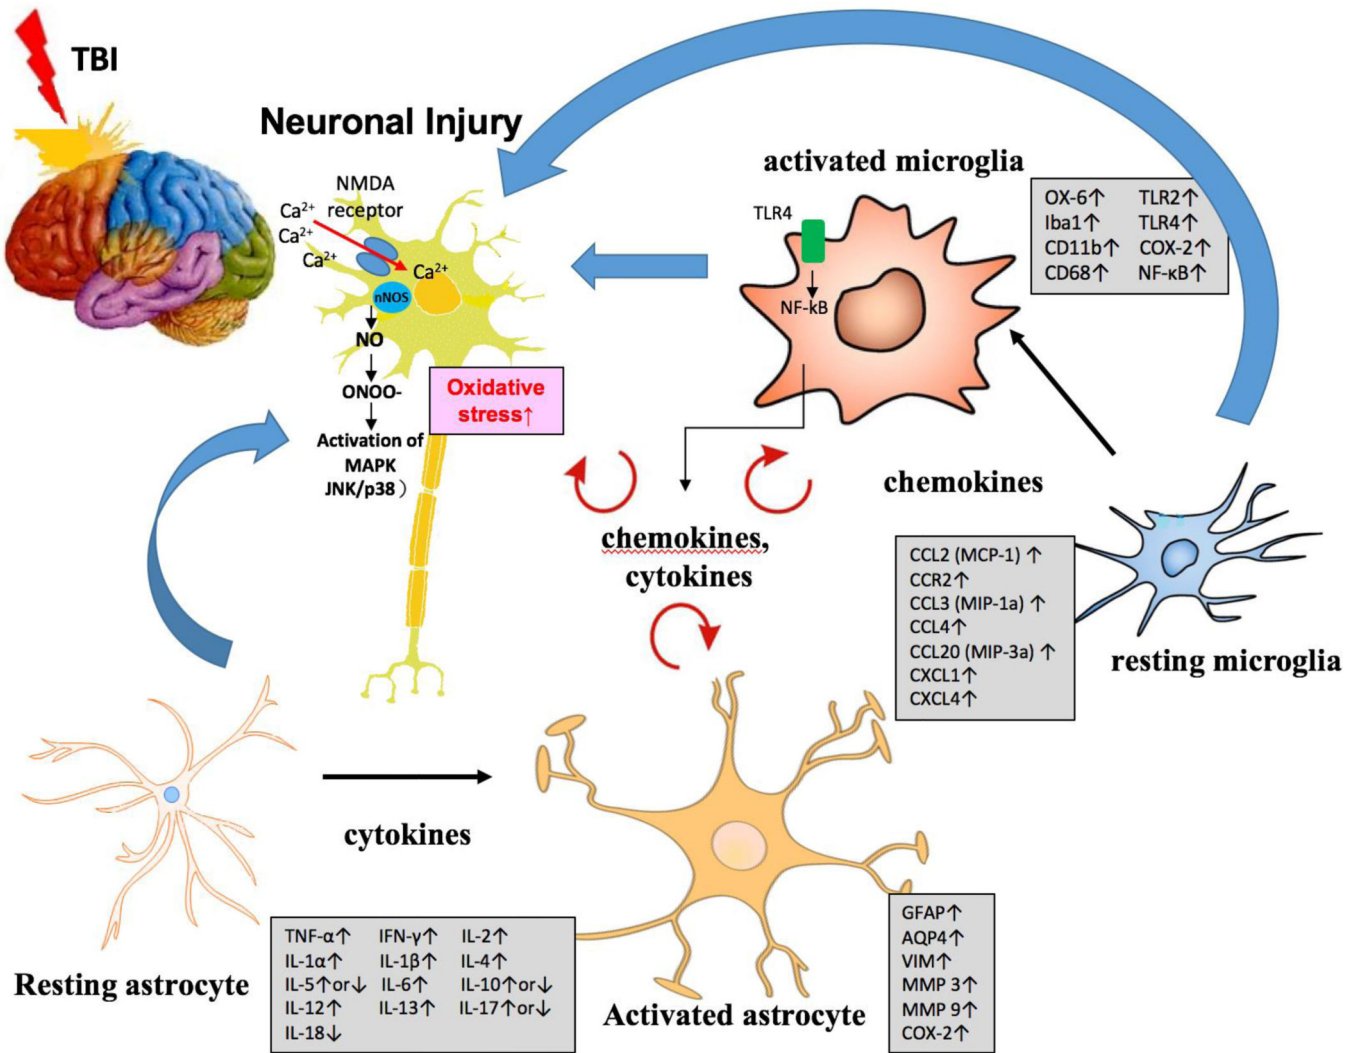 TBI
Neuronal Injury
NMDA
receptor
Ca²⁺
Ca²⁺
Ca²⁺
Ca²⁺
nNOS
NO
ONOO-
Activation of
MAPK
JNK/p38）
Oxidative
stress↑
activated microglia
TLR4
NF-kB
OX-6↑ TLR2↑
Iba1↑ TLR4↑
CD11b↑ COX-2↑
CD68↑ NF-κB↑
chemokines
chemokines,
cytokines
CCL2 (MCP-1) ↑
CCR2↑
CCL3 (MIP-1a) ↑
CCL4↑
CCL20 (MIP-3a) ↑
CXCL1↑
CXCL4↑
resting microglia
cytokines
Resting astrocyte
TNF-α↑ IFN-γ↑ IL-2↑
IL-1α↑ IL-1β↑ IL-4↑
IL-5↑or↓ IL-6↑ IL-10↑or↓
IL-12↑ IL-13↑ IL-17↑or↓
IL-18↓
Activated astrocyte
GFAP↑
AQP4↑
VIM↑
MMP 3↑
MMP 9↑
COX-2↑